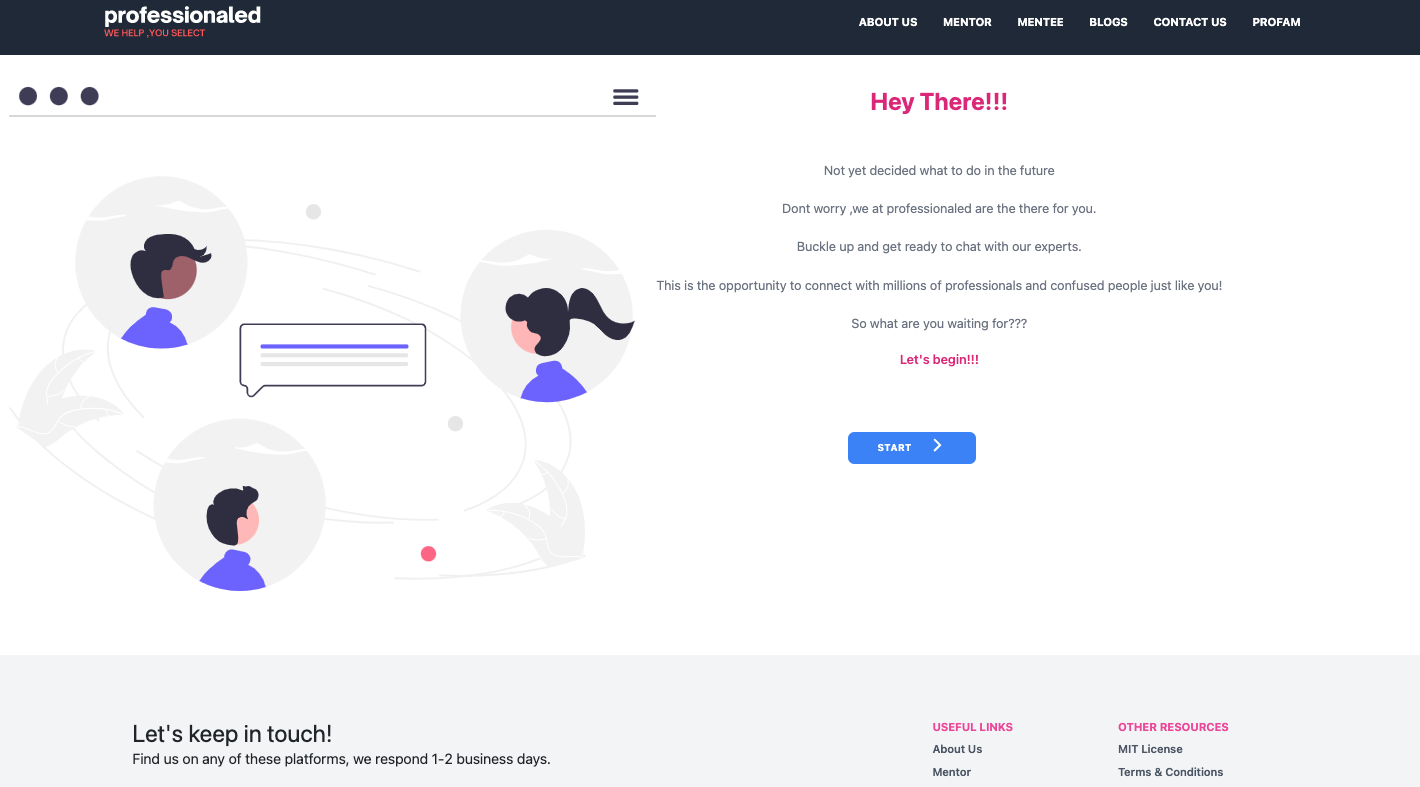 professionaled
WE HELP ,YOU SELECT
ABOUT US
MENTOR
MENTEE
BLOGS
CONTACT US
PROFAM
Hey There!!!
Not yet decided what to do in the future
Dont worry ,we at professionaled are the there for you.
Buckle up and get ready to chat with our experts.
This is the opportunity to connect with millions of professionals and confused people just like you!
So what are you waiting for???
Let's begin!!!
START
Let's keep in touch!
Find us on any of these platforms, we respond 1-2 business days.
USEFUL LINKS
About Us
Mentor
OTHER RESOURCES
MIT License
Terms & Conditions